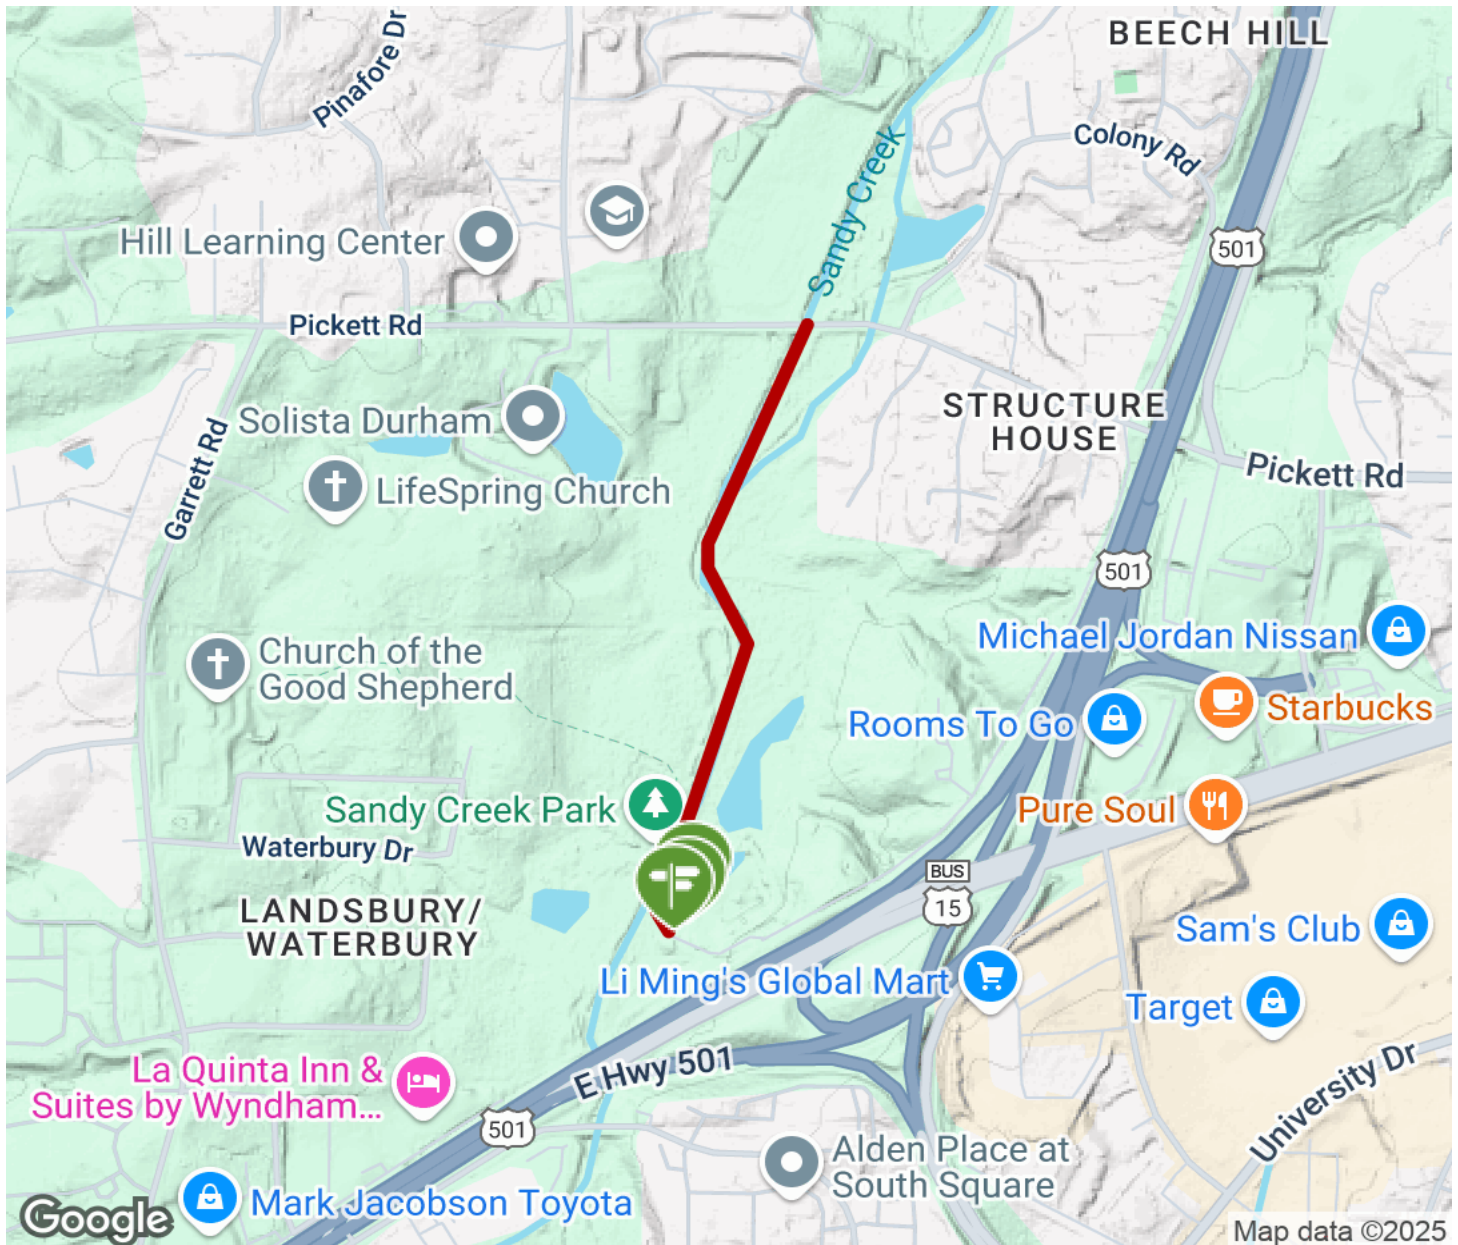 BEECH HILL
Pinafore Dr
Colony Rd
Sandy Creek
Hill Learning Center
501
Pickett Rd
STRUCTURE
HOUSE
Solista Durham
Garrett Rd
LifeSpring Church
Pickett Rd
501
Michael Jordan Nissan
Church of the
Good Shepherd
Rooms To Go
Starbucks
Sandy Creek Park
Pure Soul
Waterbury Dr
BUS
15
LANDSBURY/
WATERBURY
Sam's Club
Li Ming's Global Mart
Target
E Hwy 501
La Quinta Inn &
Suites by Wyndham...
University Dr
501
Alden Place at
South Square
Mark Jacobson Toyota
Google
Map data ©2025